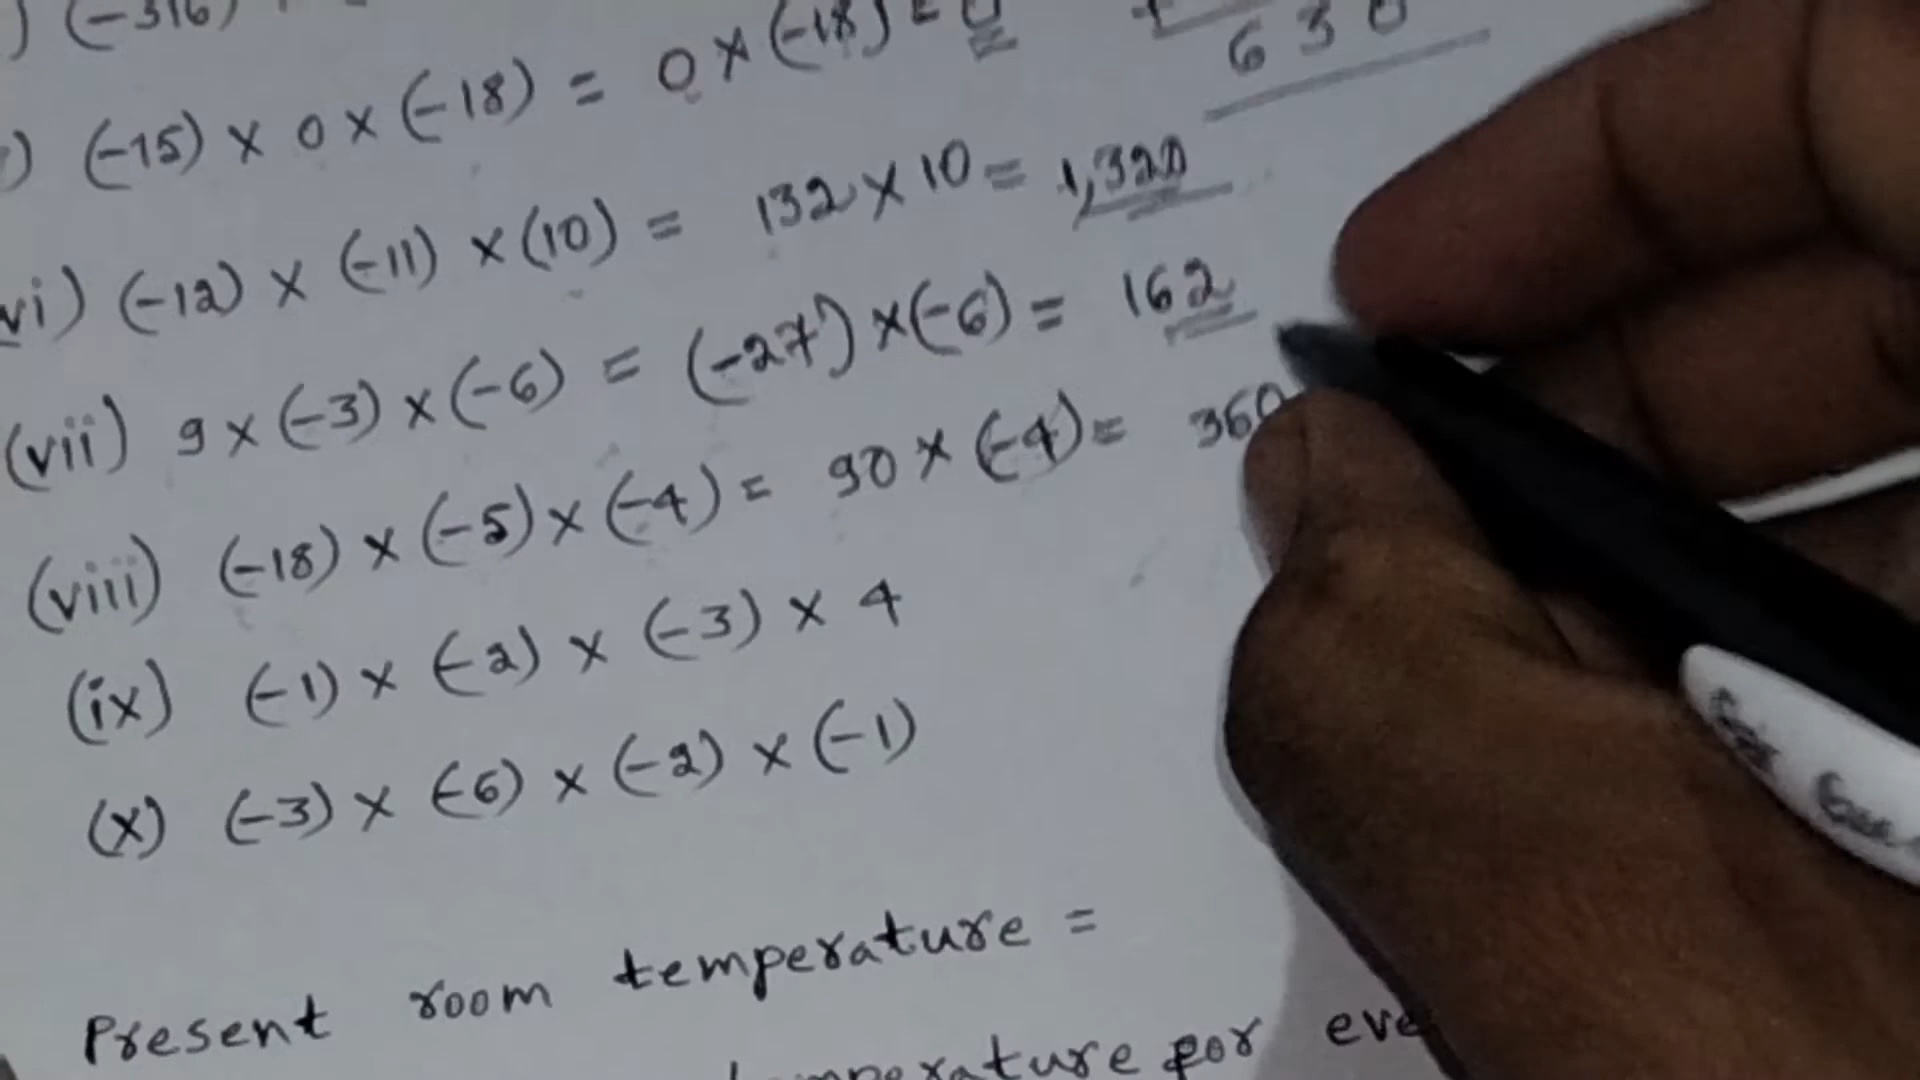 ) (-316)
) (-15) × 0 × (-18) = 0 × (-18) = 0
630
vi) (-12) × (-11) × (10) = 132 × 10 = 1,320
(vii) 9 × (-3) × (-6) = (-27) × (-6) = 162
(viii) (-18) × (-5) × (-4) = 90 × (-4) = 360
(ix) (-1) × (-2) × (-3) × 4
(x) (-3) × (-6) × (-2) × (-1)
Present room temperature =
for eve